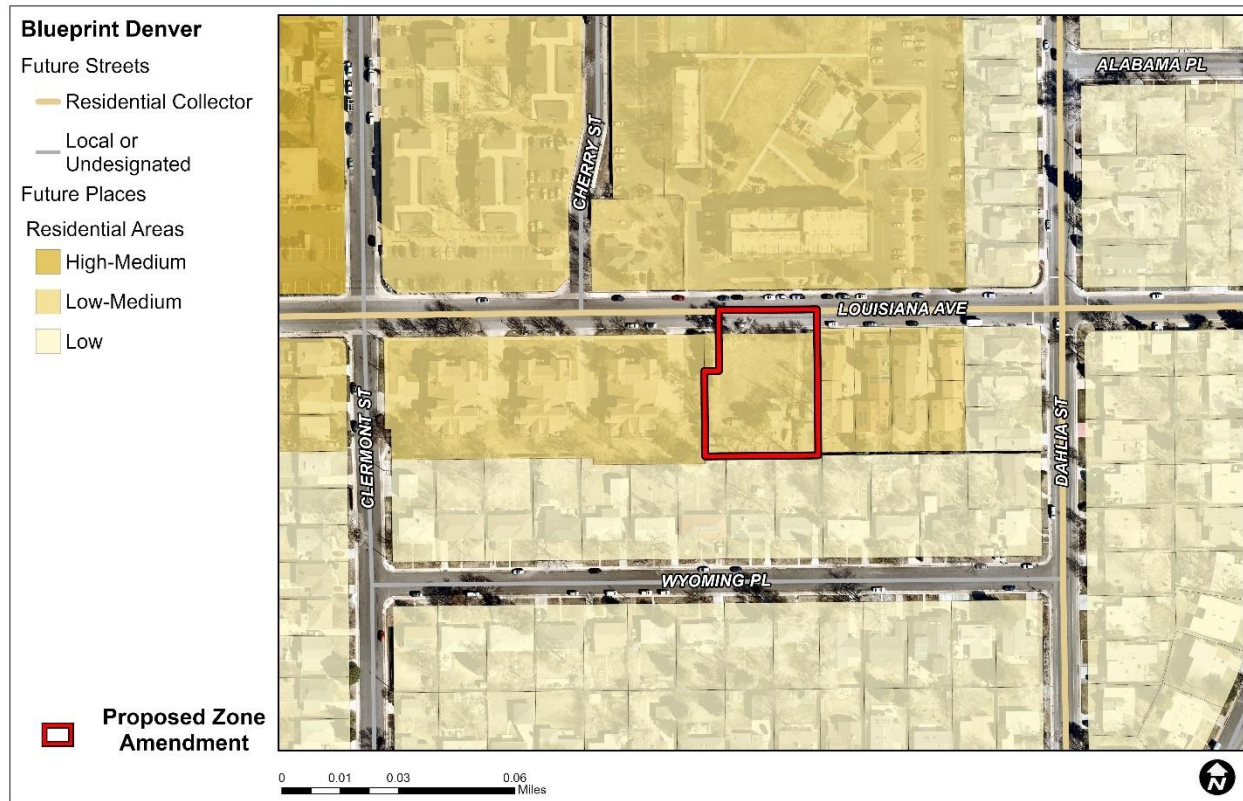 Blueprint Denver
Future Streets
Residential Collector
Local or
Undesignated
Future Places
Residential Areas
High-Medium
Low-Medium
Low
Proposed Zone
Amendment
ALABAMA PL
CHERRY ST
LOUISIANA AVE
CLERMONT ST
DAHLIA ST
WYOMING PL
0 0.01 0.03 0.06
Miles
N